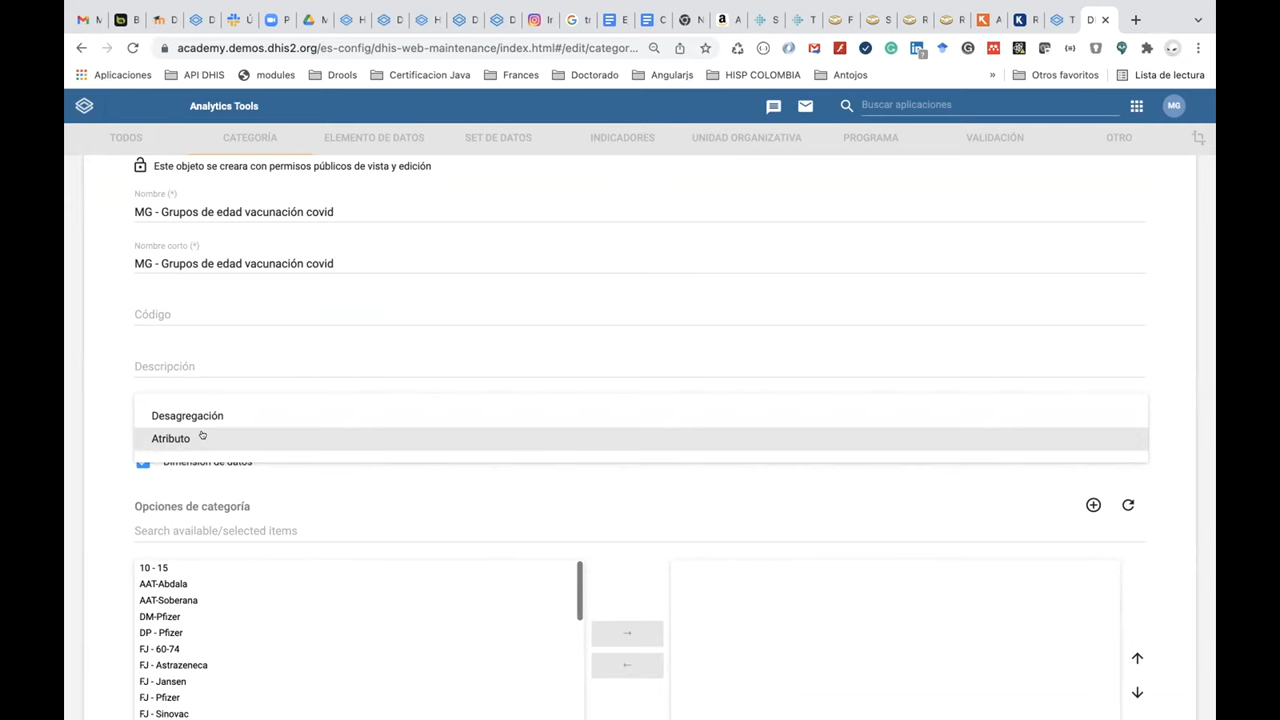 M
B
M
D
Ú
P
M
H
D
H
D
D
In
tr
E
C
N
A
S
T
F
S
R
R
A
R
T
D
academy.demos.dhis2.org/es-config/dhis-web-maintenance/index.html#/edit/categor...
Aplicaciones
API DHIS
modules
Drools
Certificacion Java
Frances
Doctorado
Angularjs
HISP COLOMBIA
Antojos
»
Otros favoritos
Lista de lectura
Analytics Tools
Buscar aplicaciones
MG
TODOS
CATEGORÍA
ELEMENTO DE DATOS
SET DE DATOS
INDICADORES
UNIDAD ORGANIZATIVA
PROGRAMA
VALIDACIÓN
OTRO
Este objeto se creara con permisos públicos de vista y edición
Nombre (*)
MG - Grupos de edad vacunación covid
Nombre corto (*)
MG - Grupos de edad vacunación covid
Código
Descripción
Desagregación
Atributo
Dimensión de datos
Opciones de categoría
Search available/selected items
10 - 15
AAT-Abdala
AAT-Soberana
DM-Pfizer
DP - Pfizer
FJ - 60-74
FJ - Astrazeneca
FJ - Jansen
FJ - Pfizer
FJ - Sinovac